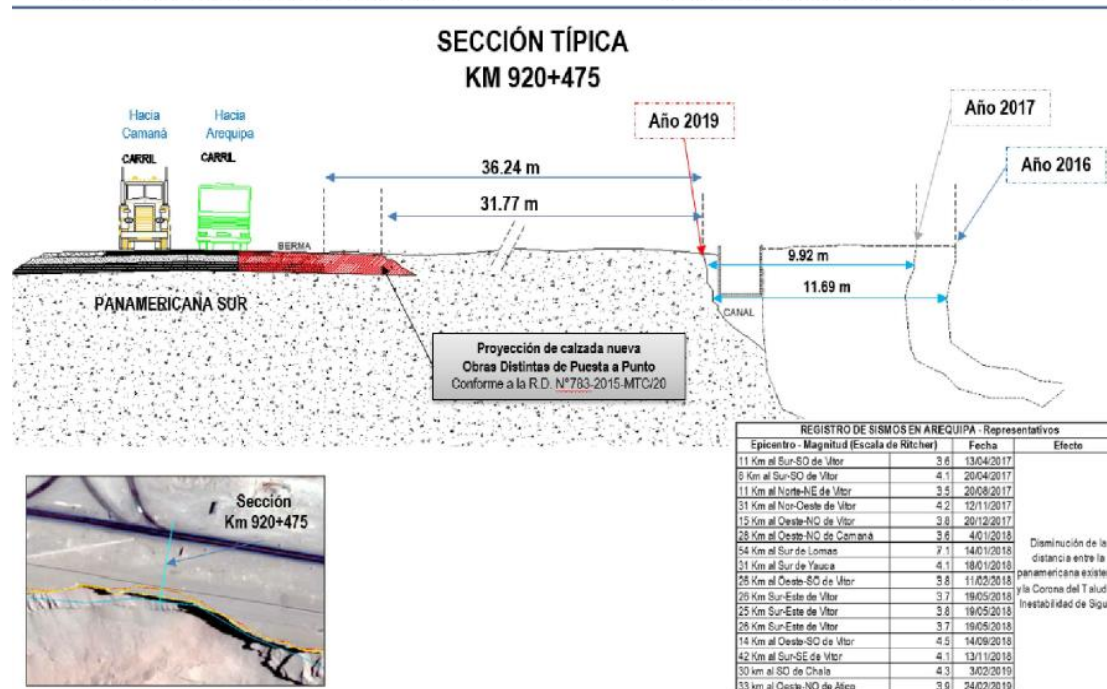 SECCIÓN TÍPICA
KM 920+475
Hacia
Camaná
CARRIL
Hacia
Arequipa
CARRIL
36.24 m
31.77 m
Año 2019
Año 2017
Año 2016
BERMA
9.92 m
11.69 m
CANAL
PANAMERICANA SUR
Proyección de calzada nueva
Obras Distintas de Puesta a Punto
Conforme a la R.D. N°783-2015-MTC/20
Sección
Km 920+475
REGISTRO DE SISMOS EN AREQUIPA - Representativos
Epicentro - Magnitud (Escala de Ritcher) Fecha Efecto
11 Km al Sur-SO de Vitor 3.6 13/04/2017
6 Km al Sur-SO de Vitor 4.1 20/04/2017
11 Km al Norte-NE de Vitor 3.5 20/08/2017
31 Km al Nor-Oeste de Vitor 4.2 12/11/2017
15 Km al Oeste-NO de Vitor 3.8 20/12/2017
28 Km al Oeste-NO de Camaná 3.6 4/01/2018
54 Km al Sur de Lomas 7.1 14/01/2018
31 Km al Sur de Yauca 4.1 18/01/2018
26 Km al Oeste-SO de Vitor 3.8 11/02/2018
26 Km Sur-Este de Vitor 3.7 19/05/2018
25 Km Sur-Este de Vitor 3.8 19/05/2018
26 Km Sur-Este de Vitor 3.7 19/05/2018
14 Km al Oeste-SO de Vitor 4.5 14/09/2018
42 Km al Sur-SE de Vitor 4.1 13/11/2018
30 km al SO de Chala 4.3 3/02/2019
33 km al Oeste-NO de Atico 3.9 24/02/2019
Disminución de la
distancia entre la
panamericana
y la Corona del Talud
Inestabilidad de